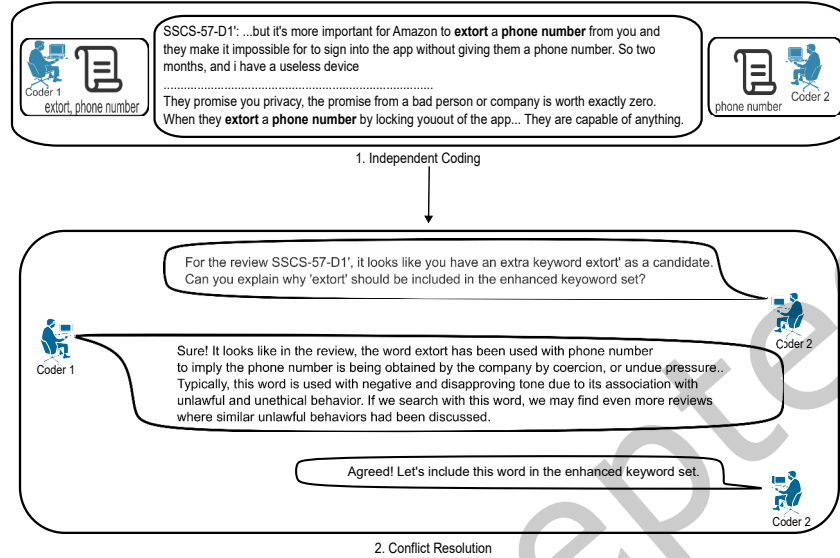 SSCS-57-D1': ...but it's more important for Amazon to extort a phone number from you and
they make it impossible for to sign into the app without giving them a phone number. So two
months, and i have a useless device
................................................................................
They promise you privacy, the promise from a bad person or company is worth exactly zero.
When they extort a phone number by locking youout of the app... They are capable of anything.
Coder 1
extort, phone number
phone number
Coder 2
1. Independent Coding
For the review SSCS-57-D1', it looks like you have an extra keyword extort' as a candidate.
Can you explain why 'extort' should be included in the enhanced keyoword set?
Coder 2
Coder 1
Sure! It looks like in the review, the word extort has been used with phone number
to imply the phone number is being obtained by the company by coercion, or undue pressure..
Typically, this word is used with negative and disapproving tone due to its association with
unlawful and unethical behavior. If we search with this word, we may find even more reviews
where similar unlawful behaviors had been discussed.
Agreed! Let's include this word in the enhanced keyword set.
Coder 2
2. Conflict Resolution